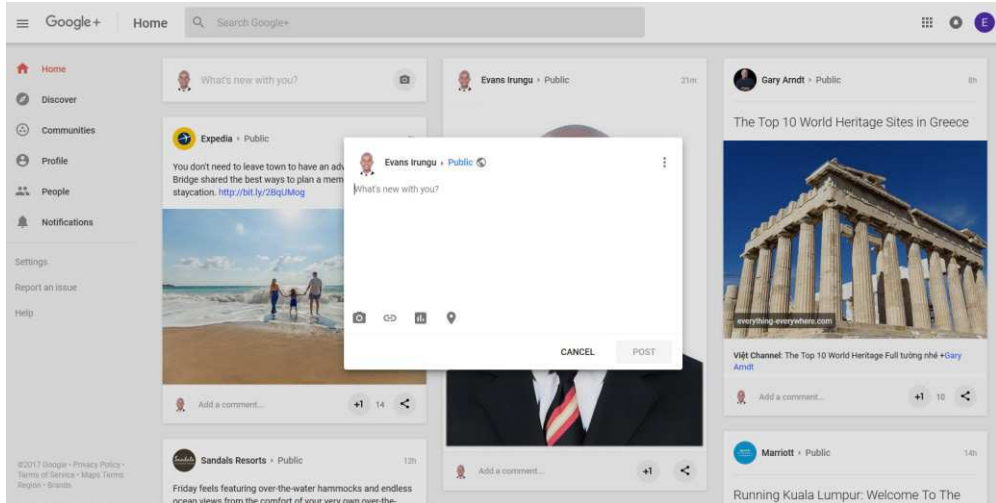 Google+
Home
Search Google+
E
Home
Discover
Communities
Profile
People
Notifications
Settings
Report an issue
Help
©2017 Google - Privacy Policy -
Terms of Service - Maps Terms
Region - Brands
What's new with you?
Expedia › Public
You don't need to leave town to have an adv
Bridge shared the best ways to plan a mem
staycation. http://bit.ly/2BqUMog
Add a comment...
+1 14
Sandals
Sandals Resorts › Public 12h
Friday feels featuring over-the-water hammocks and endless
ocean views from the comfort of your very own over-the-
Evans Irungu › Public 21m
Evans Irungu › Public
What's new with you?
CANCEL POST
Add a comment...
+1
Gary Arndt › Public 8h
The Top 10 World Heritage Sites in Greece
everything-everywhere.com
Việt Channel: The Top 10 World Heritage Full tường nhé +Gary
Arndt
Add a comment...
+1 10
Marriott › Public 14h
Running Kuala Lumpur: Welcome To The